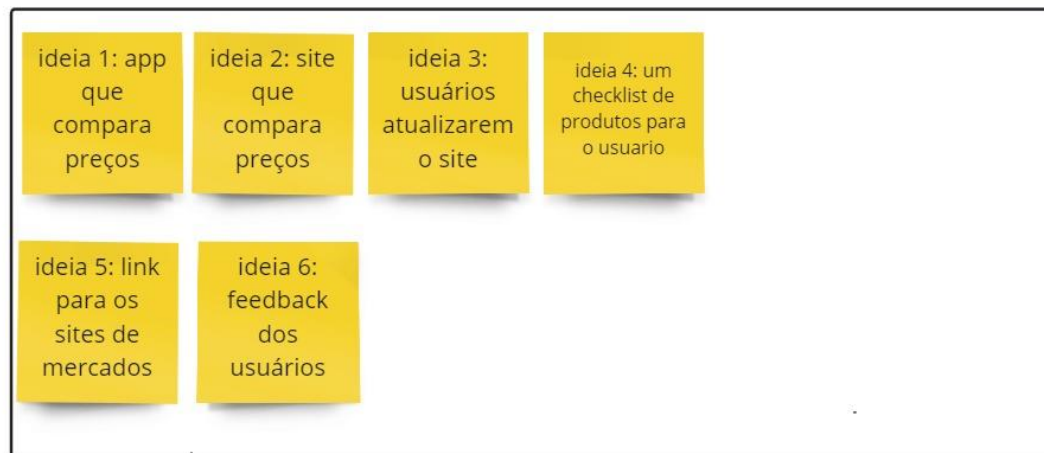 ideia 1: app
que
compara
preços
ideia 2: site
que
compara
preços
ideia 3:
usuários
atualizarem
o site
ideia 4: um
checklist de
produtos para
o usuario
ideia 5: link
para os
sites de
mercados
ideia 6:
feedback
dos
usuários